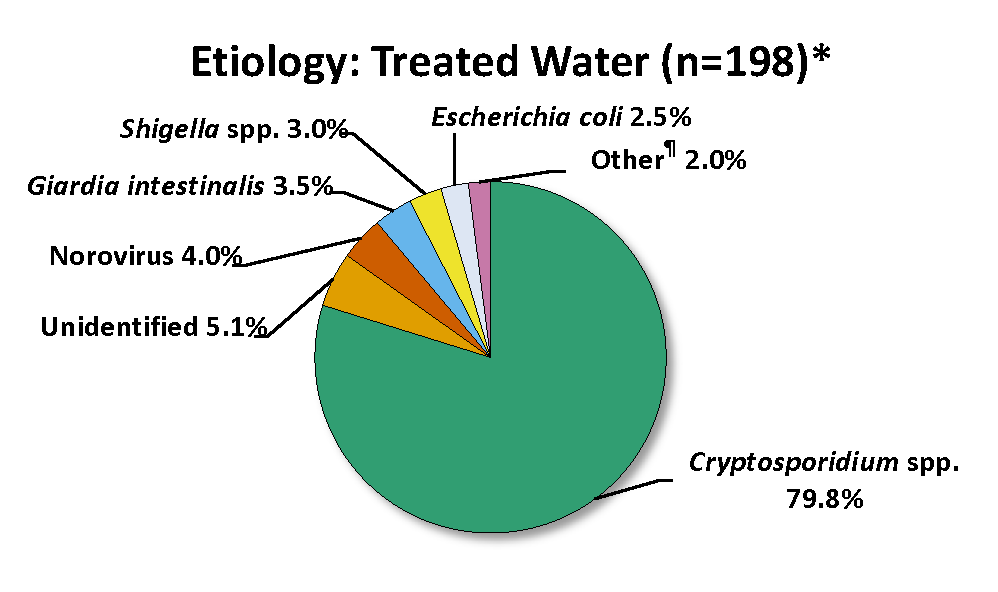 Etiology: Treated Water (n=198)*
Escherichia coli 2.5%
Shigella spp. 3.0%
Other¶ 2.0%
Giardia intestinalis 3.5%
Norovirus 4.0%
Unidentified 5.1%
Cryptosporidium spp.
79.8%